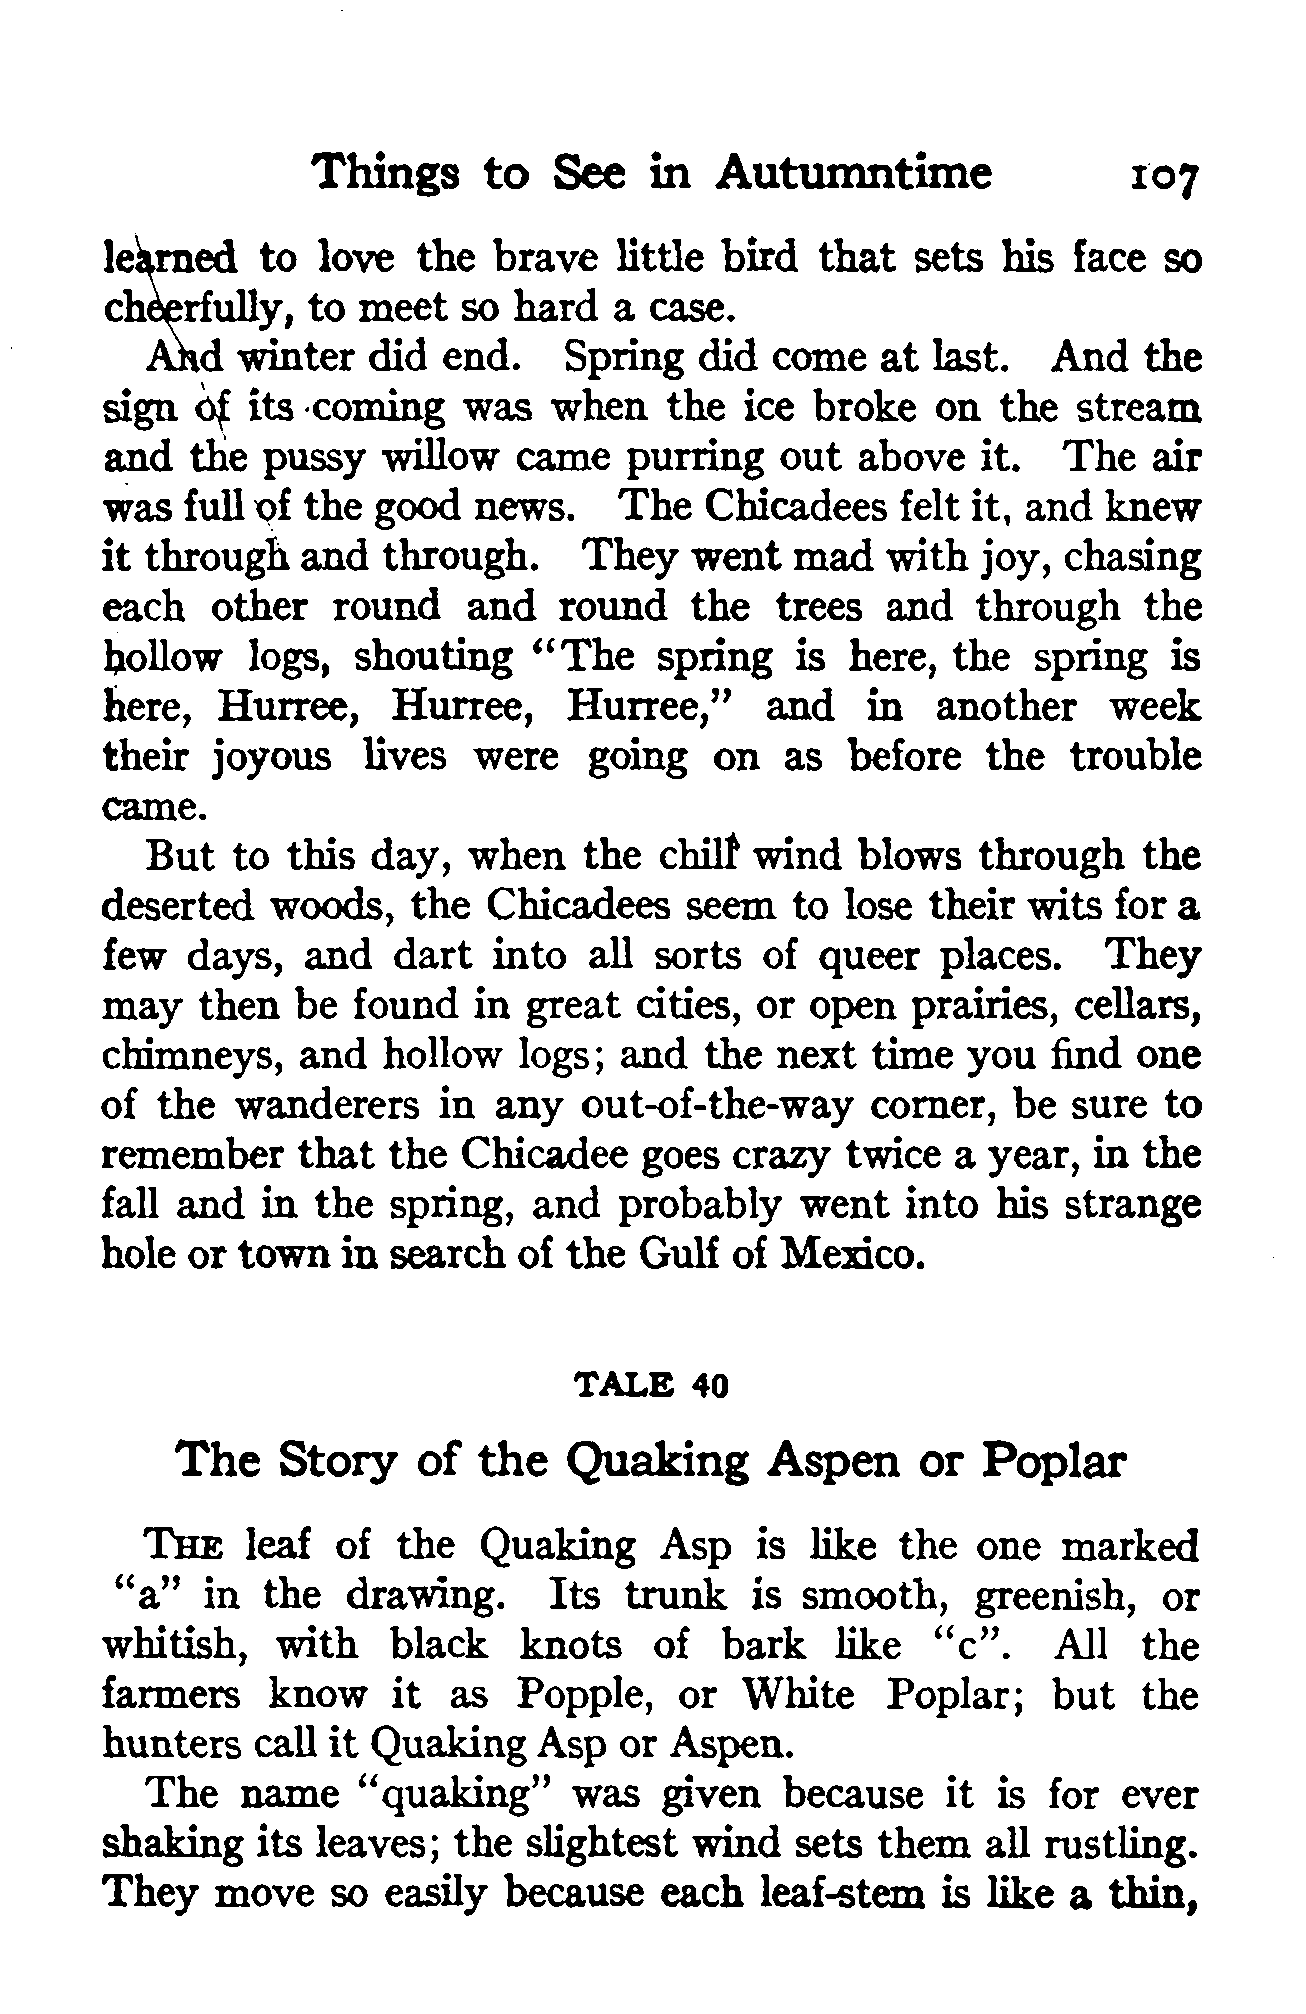 Things to See in Autumntime 107
learned to love the brave little bird that sets his face so
cheerfully, to meet so hard a case.
And winter did end. Spring did come at last. And the
sign of its coming was when the ice broke on the stream
and the pussy willow came purring out above it. The air
was full of the good news. The Chicadees felt it, and knew
it through and through. They went mad with joy, chasing
each other round and round the trees and through the
hollow logs, shouting "The spring is here, the spring is
here, Hurree, Hurree, Hurree," and in another week
their joyous lives were going on as before the trouble
came.
But to this day, when the chill wind blows through the
deserted woods, the Chicadees seem to lose their wits for a
few days, and dart into all sorts of queer places. They
may then be found in great cities, or open prairies, cellars,
chimneys, and hollow logs; and the next time you find one
of the wanderers in any out-of-the-way corner, be sure to
remember that the Chicadee goes crazy twice a year, in the
fall and in the spring, and probably went into his strange
hole or town in search of the Gulf of Mexico.
TALE 40
The Story of the Quaking Aspen or Poplar
THE leaf of the Quaking Asp is like the one marked
"a" in the drawing. Its trunk is smooth, greenish, or
whitish, with black knots of bark like "c". All the
farmers know it as Popple, or White Poplar; but the
hunters call it Quaking Asp or Aspen.
The name "quaking" was given because it is for ever
shaking its leaves; the slightest wind sets them all rustling.
They move so easily because each leaf-stem is like a thin,